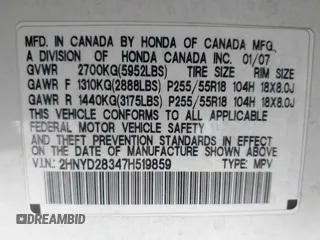 MFD. IN CANADA BY HONDA OF CANADA MFG.,
A DIVISION OF HONDA CANADA INC. 01/07
GVWR 2700KG(5952LBS) TIRE SIZE RIM SIZE
GAWR F 1310KG(2888LBS) P255/55R18 104H 18X8.0J
GAWR R 1440KG(3175LBS) P255/55R18 104H 18X8.0J
THIS VEHICLE CONFORMS TO ALL APPLICABLE
FEDERAL MOTOR VEHICLE SAFETY
AND THEFT PREVENTION STANDARDS IN EFFECT
ON THE DATE OF MANUFACTURE SHOWN ABOVE.
V.I.N.: 2HNYD28347H519859 TYPE: MPV
DREAMBID